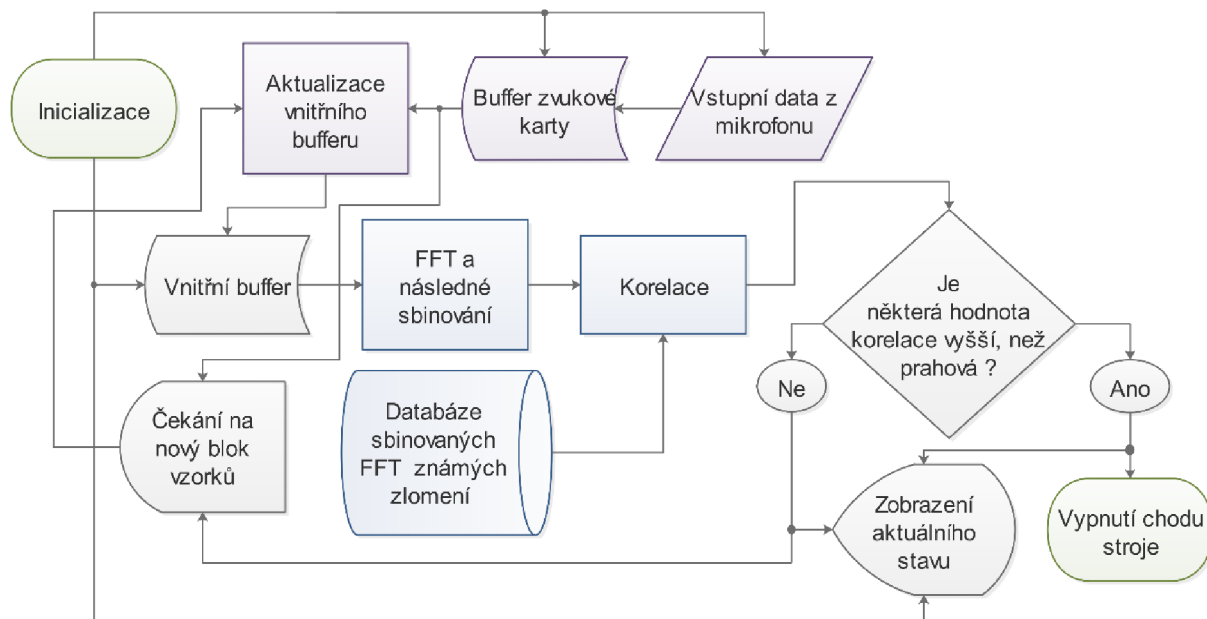 Inicializace
Aktualizace
vnitřního
bufferu
Buffer zvukové
karty
Vstupní data z
mikrofonu
Vnitřní buffer
FFT a
následné
sbinování
Korelace
Je
některá hodnota
korelace vyšší, než
prahová ?
Ne
Ano
Čekání na
nový blok
vzorků
Databáze
sbinovaných
FFT známých
zlomení
Zobrazení
aktuálního
stavu
Vypnutí chodu
stroje